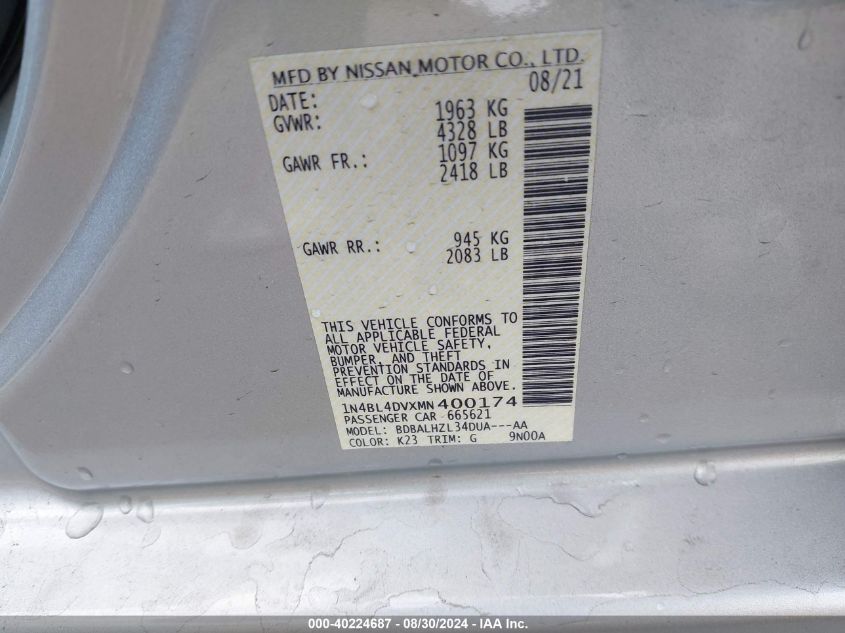 MFD BY NISSAN MOTOR CO., LTD.
DATE: 08/21
GVWR: 1963 KG
4328 LB
GAWR FR.: 1097 KG
2418 LB
GAWR RR.: 945 KG
2083 LB
THIS VEHICLE CONFORMS TO
ALL APPLICABLE FEDERAL
MOTOR VEHICLE SAFETY,
BUMPER, AND THEFT
PREVENTION STANDARDS IN
EFFECT ON THE DATE OF
MANUFACTURE SHOWN ABOVE.
1N4BL4DVXMN400174
PASSENGER CAR 665621
MODEL: BDBALHZL34DUA---AA
COLOR: K23 TRIM: G 9N00A
000-40224687 - 08/30/2024 - IAA Inc.